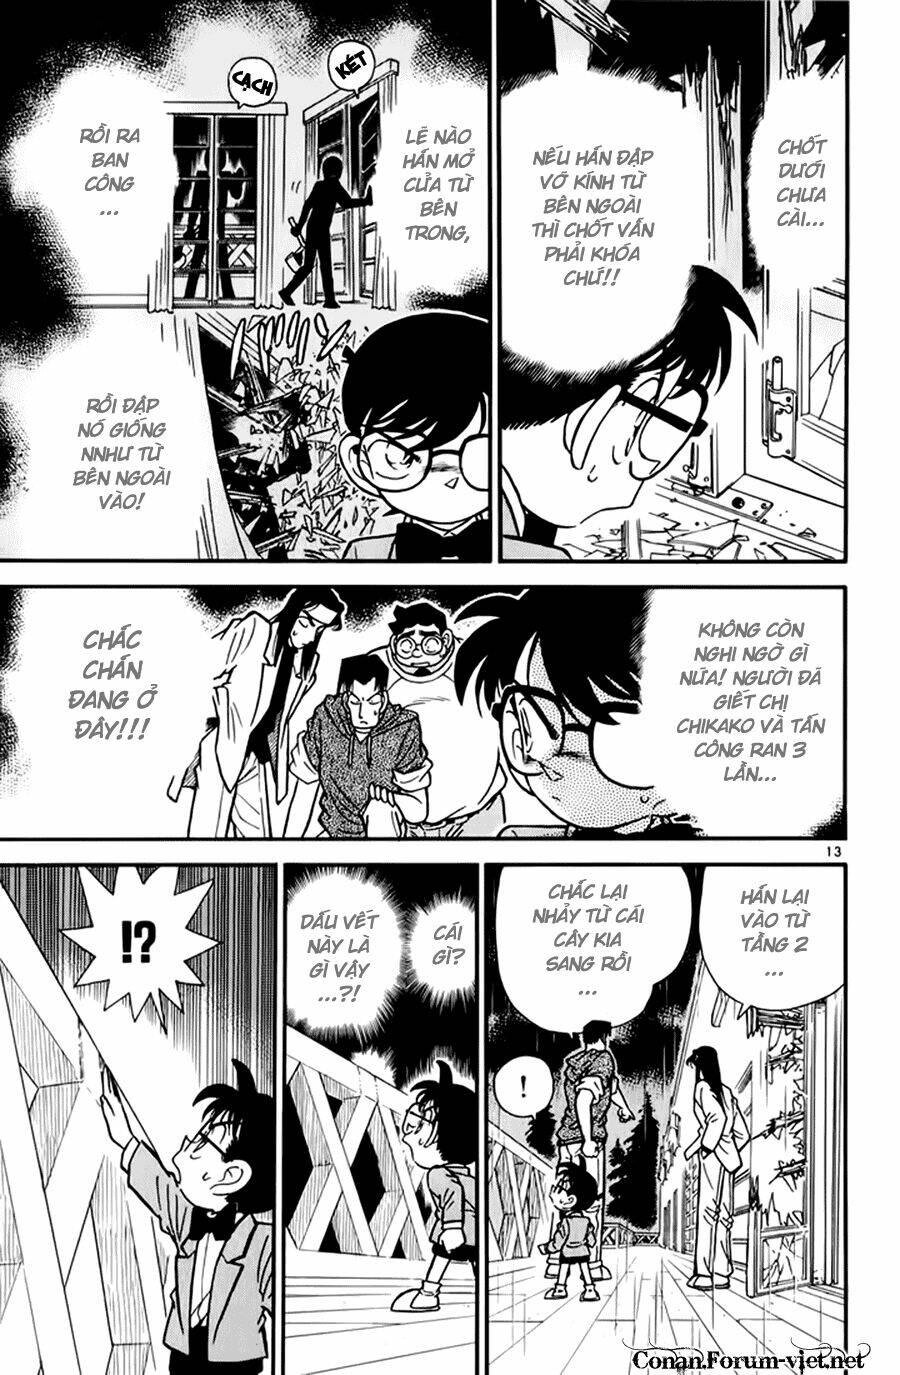 CHỐT
DƯỚI
CHƯA
CÀI...
NẾU HẮN ĐẬP
VỠ KÍNH TỪ
BÊN NGOÀI
THÌ CHỐT VẪN
PHẢI KHÓA
CHỨ!!
KÉT
CẠCH
LẼ NÀO
HẮN MỞ
CỬA TỪ
BÊN
TRONG,
RỒI RA
BAN
CÔNG
...
RỒI ĐẬP
NÓ GIỐNG
NNHƯ TỪ
BÊN NGOÀI
VÀO!
KHÔNG CÒN
NGHI NGỜ GÌ
NỮA! NGƯỜI ĐÃ
GIẾT CHỊ
CHIKAKO VÀ TẤN
CÔNG RAN 3
LẦN...
CHẮC
CHẮN
ĐANG Ở
ĐÂY!!!
13
HẮN LẠI
VÀO TỪ
TẦNG 2
...
CHẮC LẠI
NHẢY TỪ CÁI
CÂY KIA
SANG RỒI
...
!
CÁI
GÌ?
DẤU VẾT
NÀY LÀ
GÌ VẬY
...?!
!?
Conan.Forum-viet.net